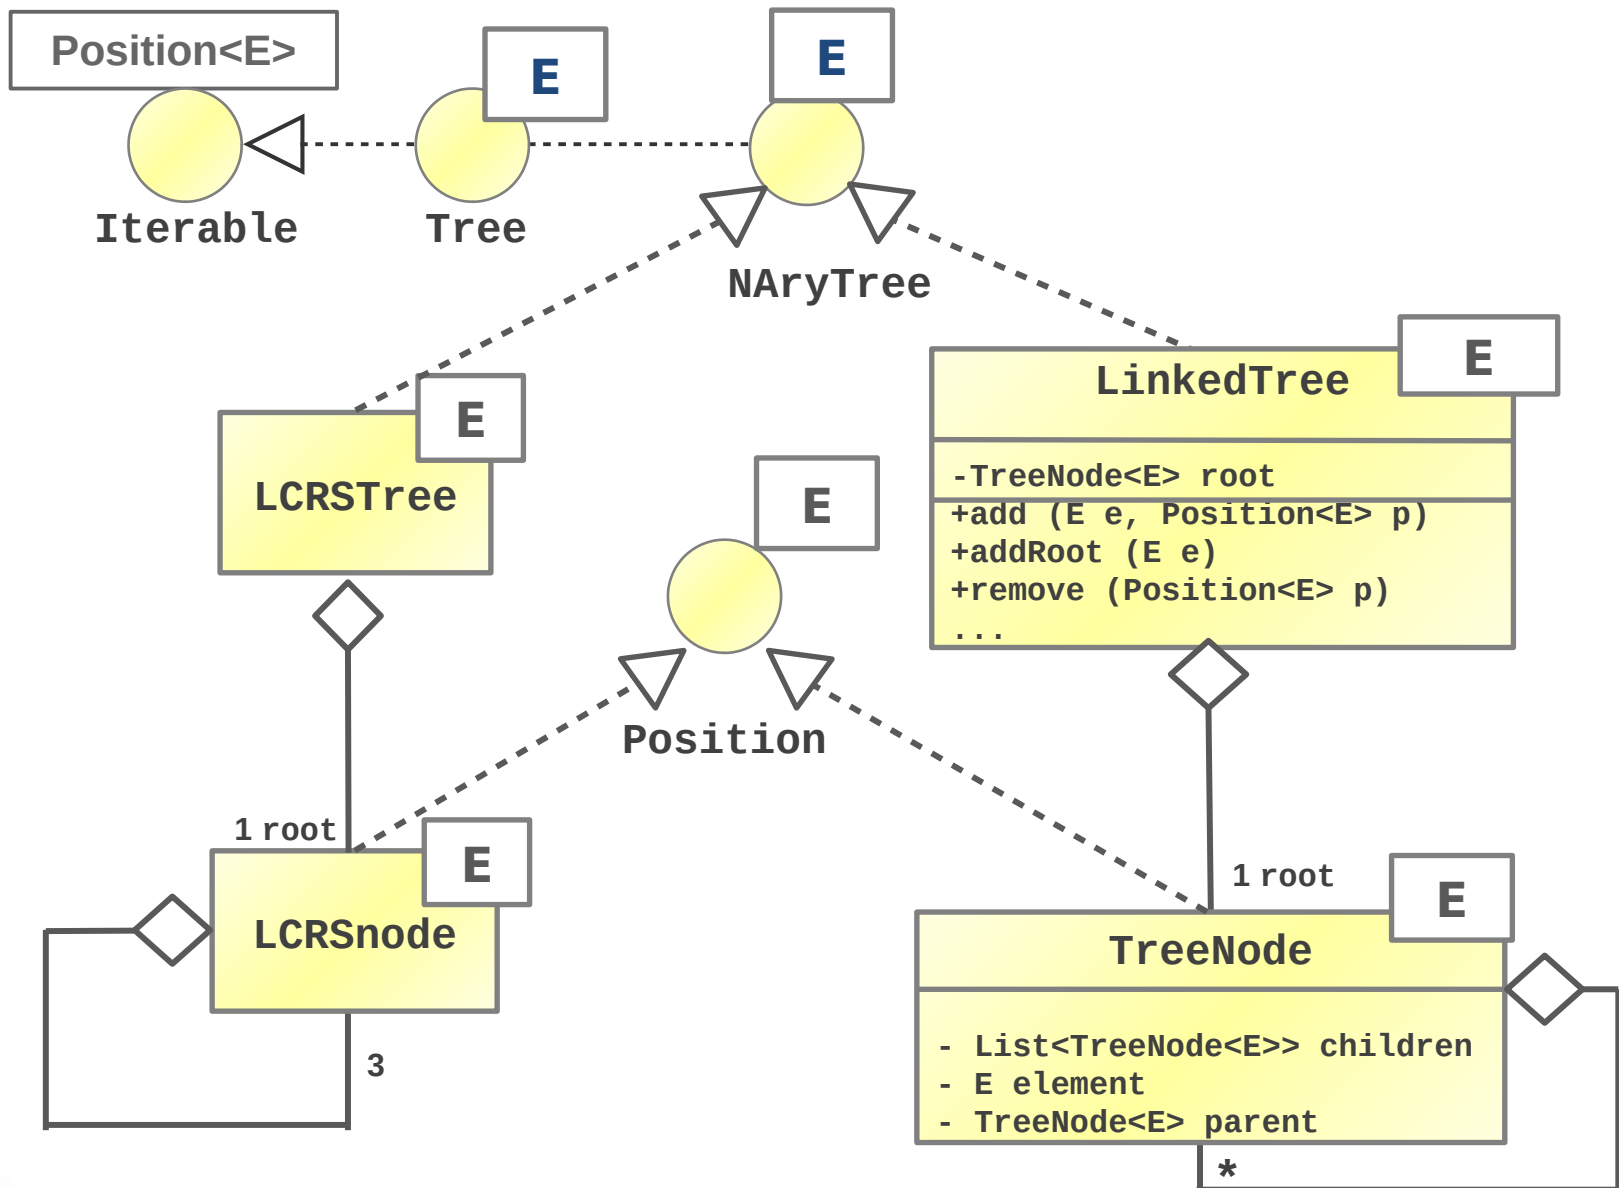 Position<E>
E
E
Iterable
Tree
NAryTree
E
LinkedTree
E
LCRSTree
-TreeNode<E> root
+add (E e, Position<E> p)
+addRoot (E e)
+remove (Position<E> p)
...
E
Position
1 root
E
LCRSnode
3
1 root
E
TreeNode
- List<TreeNode<E>> children
- E element
- TreeNode<E> parent
*